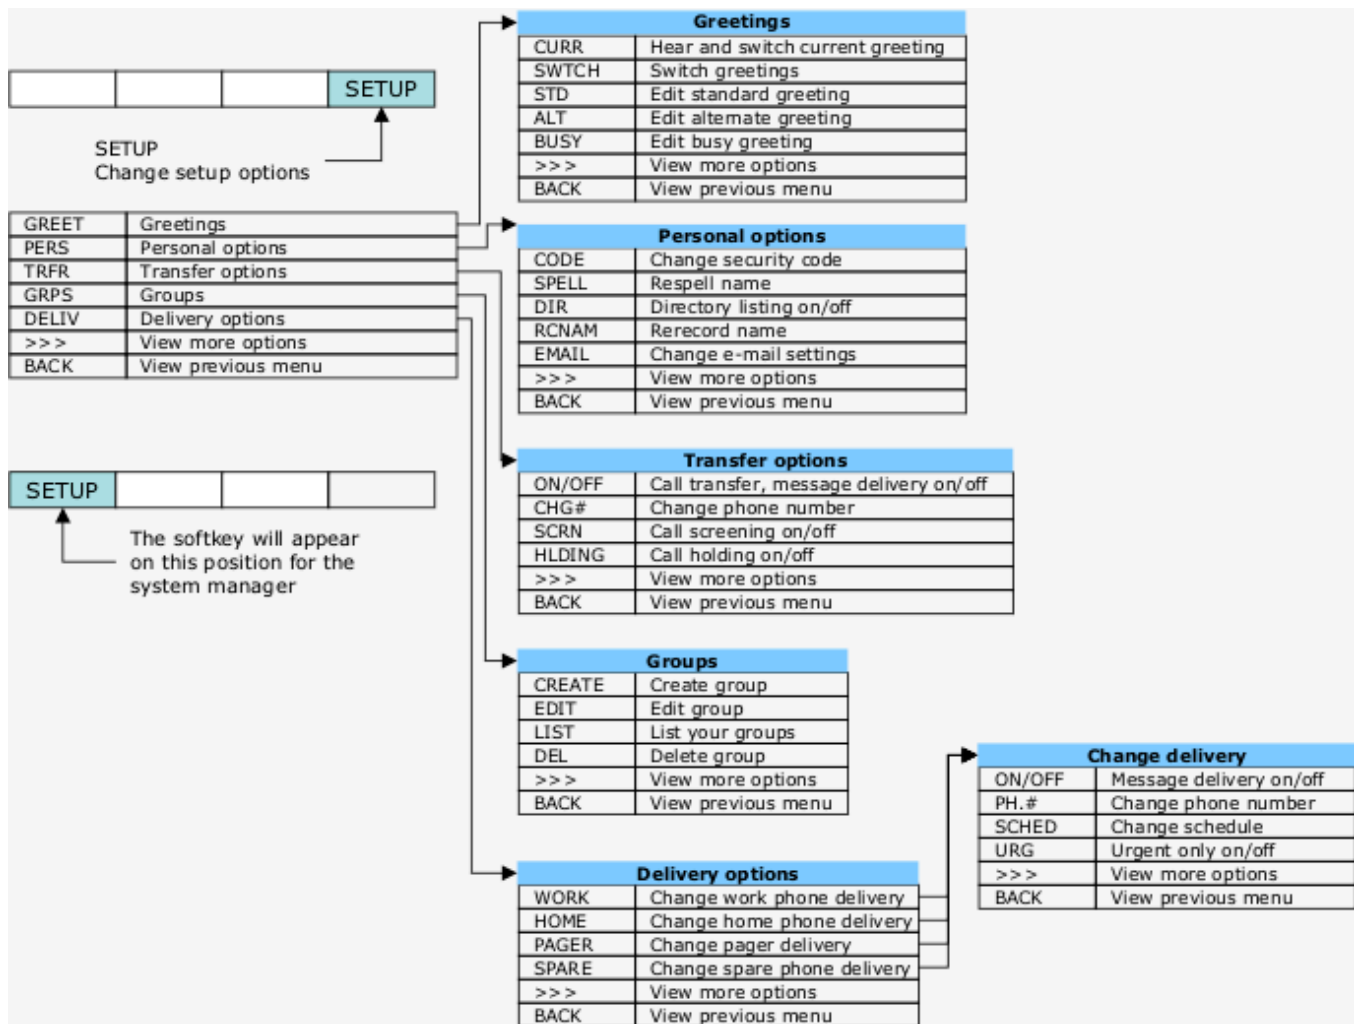 SETUP
SETUP
Change setup options
GREET Greetings
PERS Personal options
TRFR Transfer options
GRPS Groups
DELIV Delivery options
>>> View more options
BACK View previous menu
SETUP
The softkey will appear
on this position for the
system manager
Greetings
CURR Hear and switch current greeting
SWTCH Switch greetings
STD Edit standard greeting
ALT Edit alternate greeting
BUSY Edit busy greeting
>>> View more options
BACK View previous menu
Personal options
CODE Change security code
SPELL Respell name
DIR Directory listing on/off
RCNAM Rerecord name
EMAIL Change e-mail settings
>>> View more options
BACK View previous menu
Transfer options
ON/OFF Call transfer, message delivery on/off
CHG# Change phone number
SCRN Call screening on/off
HLDING Call holding on/off
>>> View more options
BACK View previous menu
Groups
CREATE Create group
EDIT Edit group
LIST List your groups
DEL Delete group
>>> View more options
BACK View previous menu
Delivery options
WORK Change work phone delivery
HOME Change home phone delivery
PAGER Change pager delivery
SPARE Change spare phone delivery
>>> View more options
BACK View previous menu
Change delivery
ON/OFF Message delivery on/off
PH.# Change phone number
SCHED Change schedule
URG Urgent only on/off
>>> View more options
BACK View previous menu